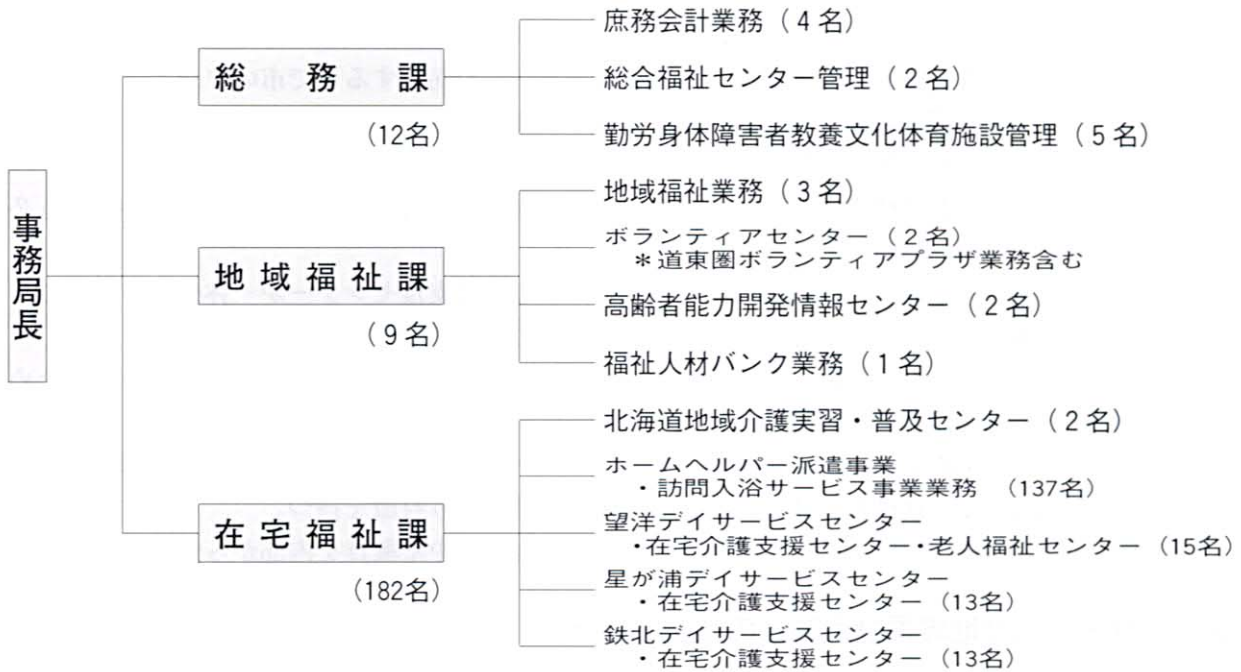 事務局長
総務課
(12名)
庶務会計業務(4名)
総合福祉センター管理(2名)
勤労身体障害者教養文化体育施設管理(5名)
地域福祉課
(9名)
地域福祉業務(3名)
ボランティアセンター(2名)
＊道東圏ボランティアプラザ業務含む
高齢者能力開発情報センター(2名)
福祉人材バンク業務(1名)
在宅福祉課
(182名)
北海道地域介護実習・普及センター(2名)
ホームヘルパー派遣事業
・訪問入浴サービス事業業務 (137名)
望洋デイサービスセンター
・在宅介護支援センター・老人福祉センター (15名)
星が浦デイサービスセンター
・在宅介護支援センター (13名)
鉄北デイサービスセンター
・在宅介護支援センター (13名)